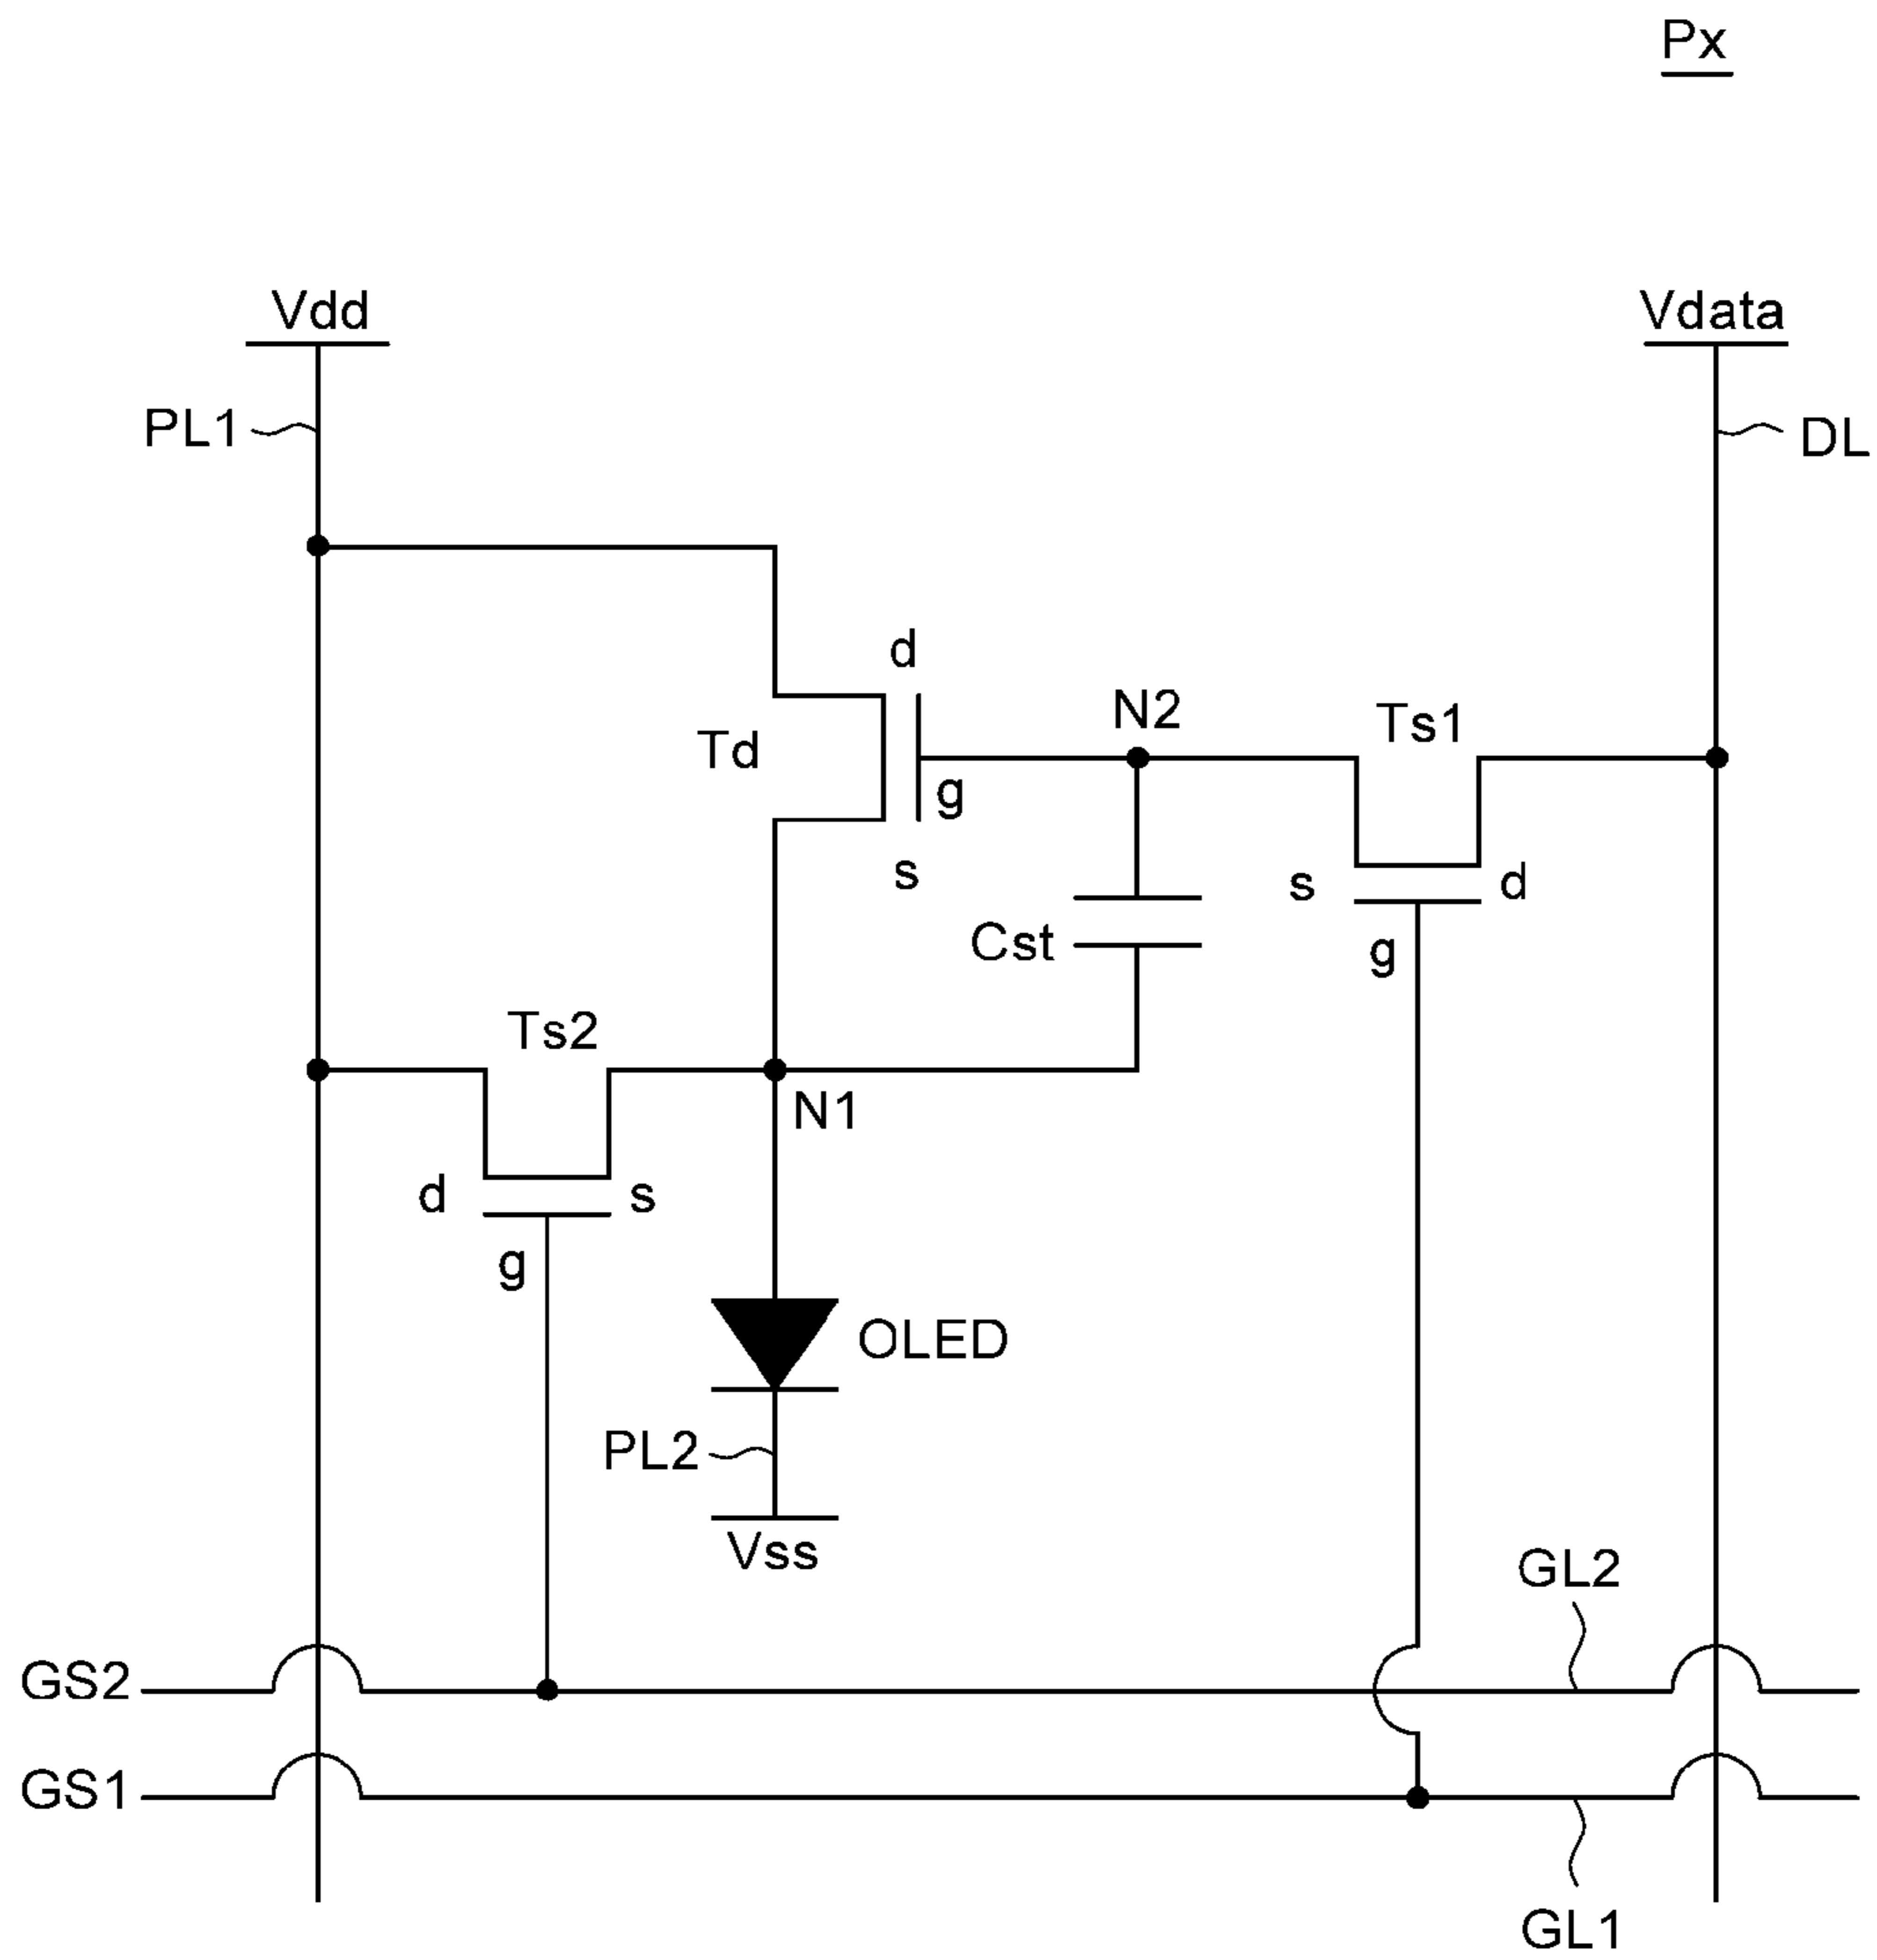 Px
Vdd
Vdata
PL1
DL
d
N2
Ts1
Td
g
s
s
d
Cst
g
Ts2
N1
d
s
g
OLED
PL2
Vss
GL2
GS2
GS1
GL1